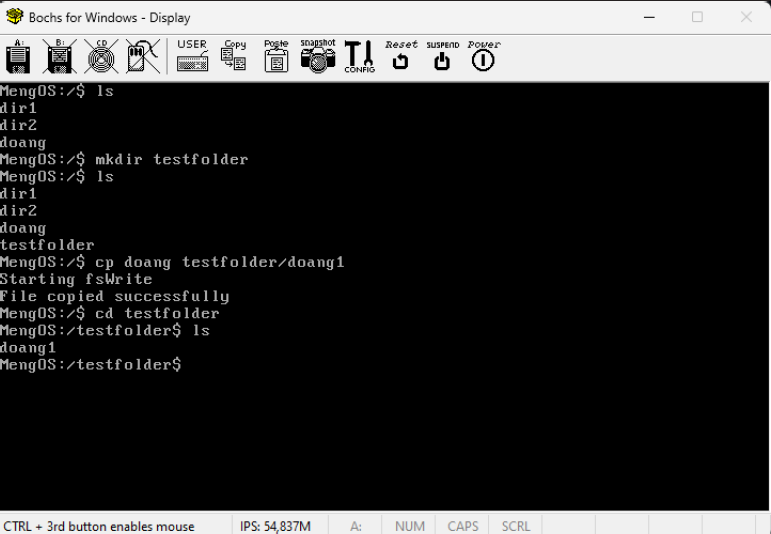 Bochs for Windows - Display
A: B: CD USER Copy Paste snapshot CONFIG Reset SUSPEND Power
MengOS:/$ ls
dir1
dir2
doang
MengOS:/$ mkdir testfolder
MengOS:/$ ls
dir1
dir2
doang
testfolder
MengOS:/$ cp doang testfolder/doang1
Starting fsWrite
File copied successfully
MengOS:/$ cd testfolder
MengOS:/testfolder$ ls
doang1
MengOS:/testfolder$
CTRL + 3rd button enables mouse IPS: 54,837M A: NUM CAPS SCRL